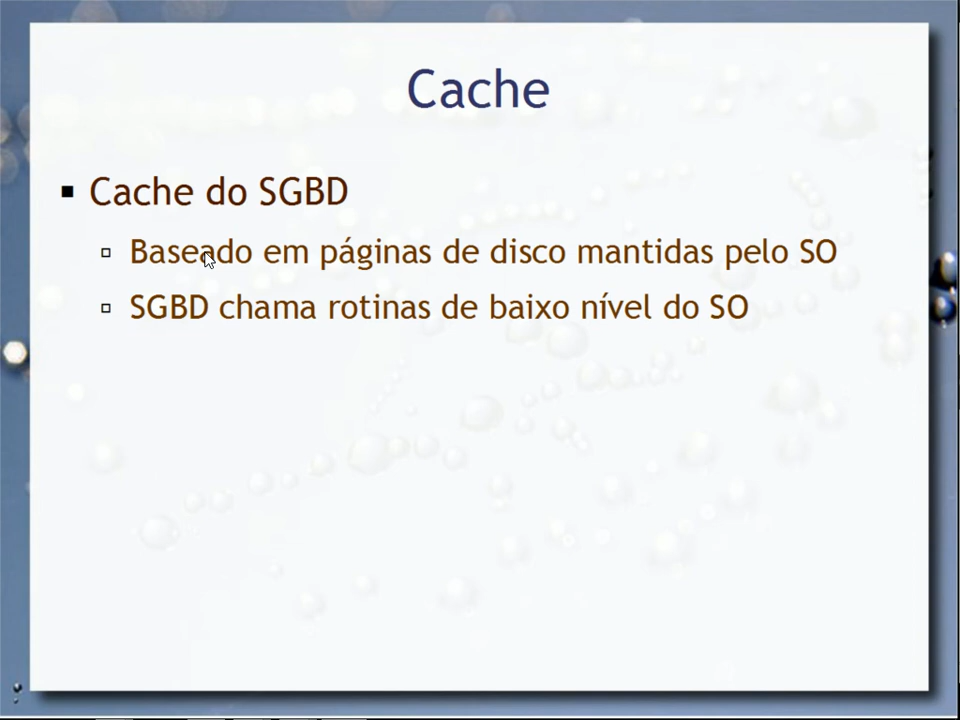 Cache
Cache do SGBD
Baseado em páginas de disco mantidas pelo SO
SGBD chama rotinas de baixo nível do SO